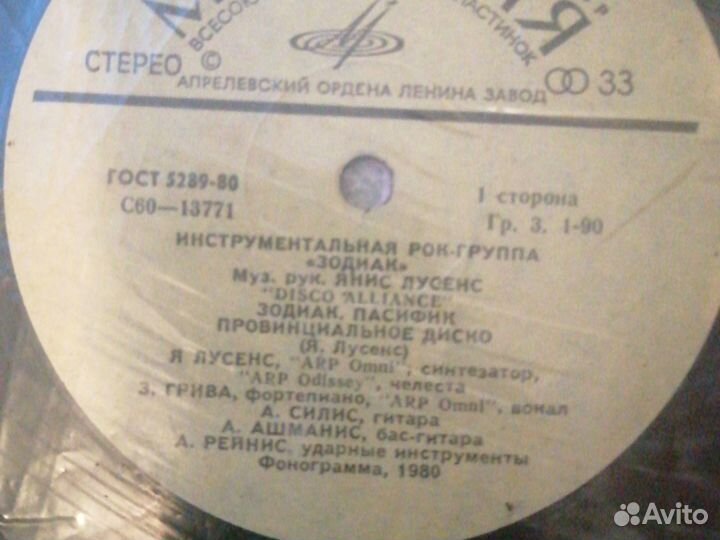 СТЕРЕО
33
АПРЕЛЕВСКИЙ ОРДЕНА ЛЕНИНА ЗАВОД
ГОСТ 5289-80
С60—13771
1 сторона
Гр. 3. 1-90
ИНСТРУМЕНТАЛЬНАЯ РОК-ГРУППА
«ЗОДИАК»
Муз. рук. ЯНИС ЛУСЕНС
"DISCO ALLIANCE"
ЗОДИАК. ПАСИФИК
ПРОВИНЦИАЛЬНОЕ ДИСКО
(Я. Лусенс)
Я ЛУСЕНС, "ARP Omni", синтезатор,
"ARP Odissey", челеста
З. ГРИВА, фортепиано, "ARP Omni", вокал
А. СИЛИС, гитара
А. АШМАНИС, бас-гитара
А. РЕЙНИС, ударные инструменты
Фонограмма, 1980
Avito